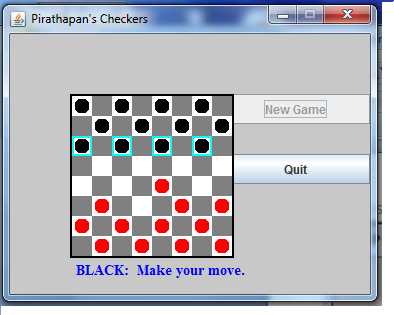 Pirathapan's Checkers
New Game
Quit
BLACK: Make your move.